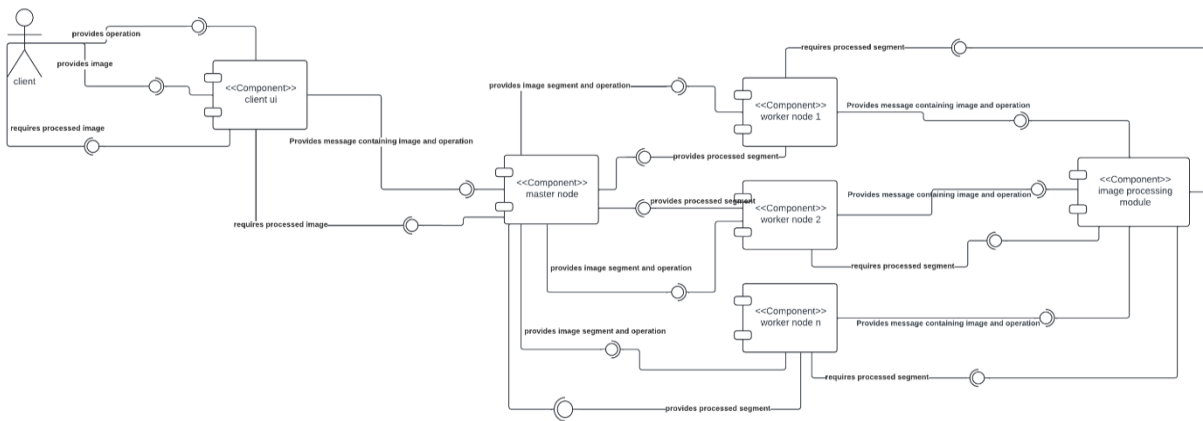 provides operation
provides image
client
requires processed image
<<Component>>
client ui
Provides message containing image and operation
requires processed image
provides image segment and operation
<<Component>>
master node
provides processed segment
provides processed segment
provides image segment and operation
provides image segment and operation
provides processed segment
requires processed segment
<<Component>>
worker node 1
Provides message containing image and operation
<<Component>>
worker node 2
Provides message containing image and operation
requires processed segment
<<Component>>
worker node n
Provides message containing image and operation
requires processed segment
<<Component>>
image processing
module